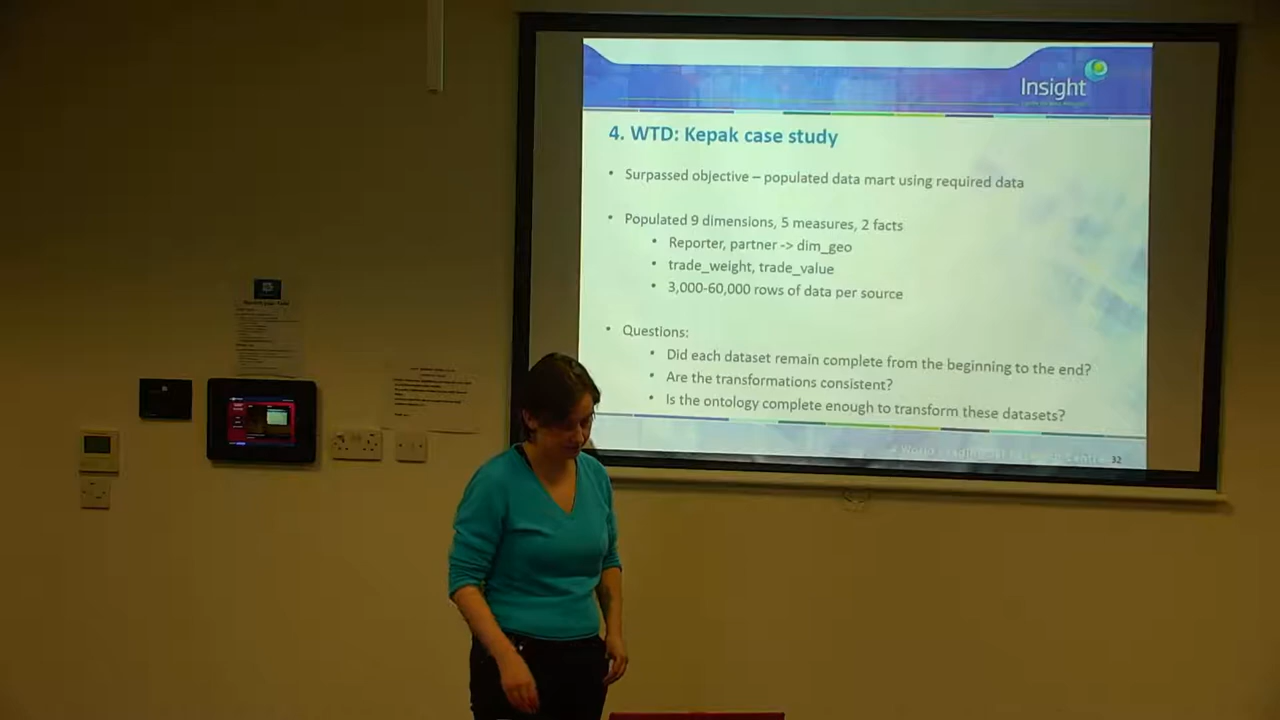 Insight
4. WTD: Kepak case study
• Surpassed objective – populated data mart using required data
• Populated 9 dimensions, 5 measures, 2 facts
• Reporter, partner -> dim_geo
• trade_weight, trade_value
• 3,000-60,000 rows of data per source
• Questions:
• Did each dataset remain complete from the beginning to the end?
• Are the transformations consistent?
• Is the ontology complete enough to transform these datasets?
32